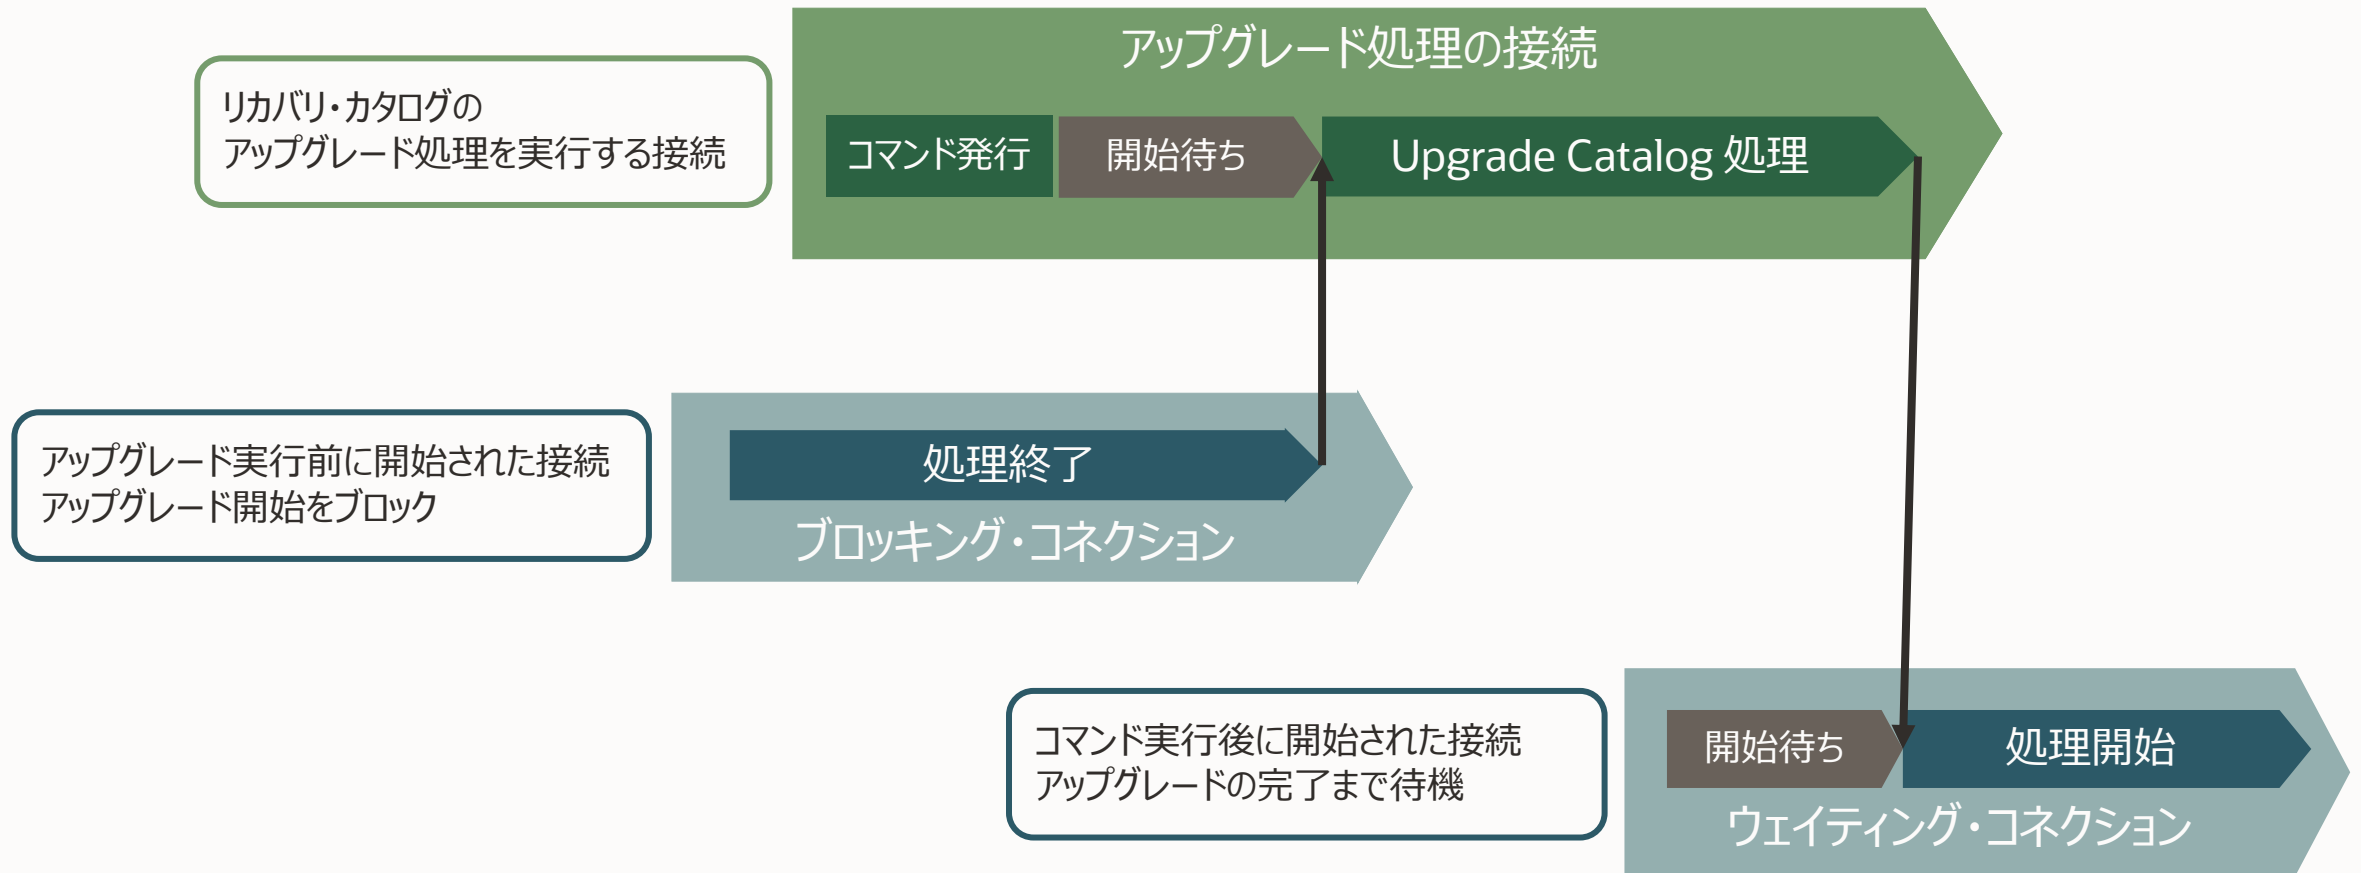 アップグレード処理の接続
リカバリ・カタログの
アップグレード処理を実行する接続
コマンド発行
開始待ち
Upgrade Catalog 処理
アップグレード実行前に開始された接続
アップグレード開始をブロック
処理終了
ブロッキング・コネクション
コマンド実行後に開始された接続
アップグレードの完了まで待機
開始待ち
処理開始
ウェイティング・コネクション